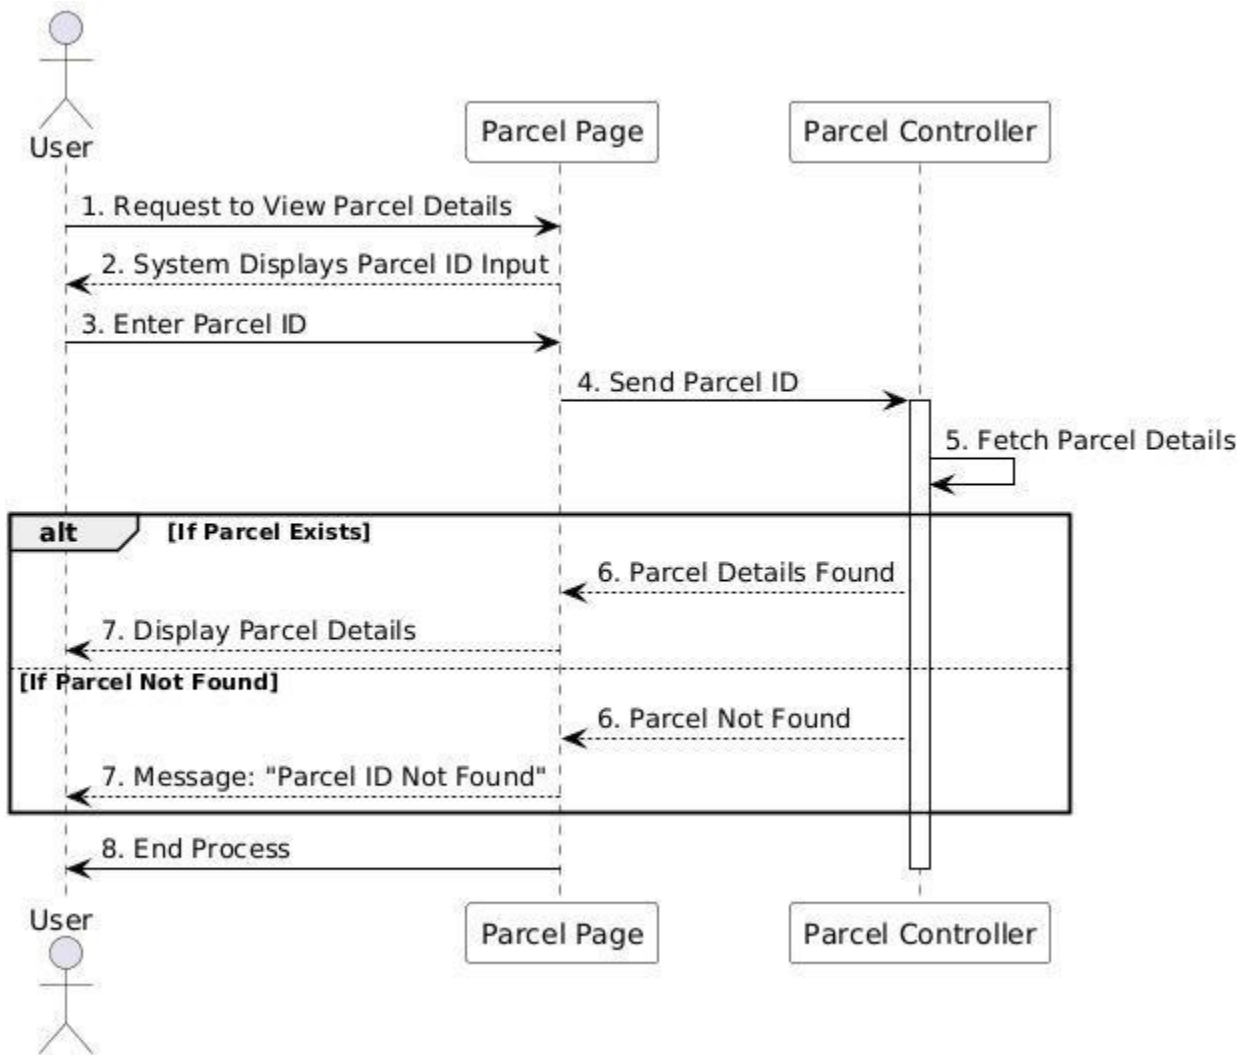 User
Parcel Page
Parcel Controller
1. Request to View Parcel Details
2. System Displays Parcel ID Input
3. Enter Parcel ID
4. Send Parcel ID
5. Fetch Parcel Details
alt
[If Parcel Exists]
6. Parcel Details Found
7. Display Parcel Details
[If Parcel Not Found]
6. Parcel Not Found
7. Message: "Parcel ID Not Found"
8. End Process
User
Parcel Page
Parcel Controller